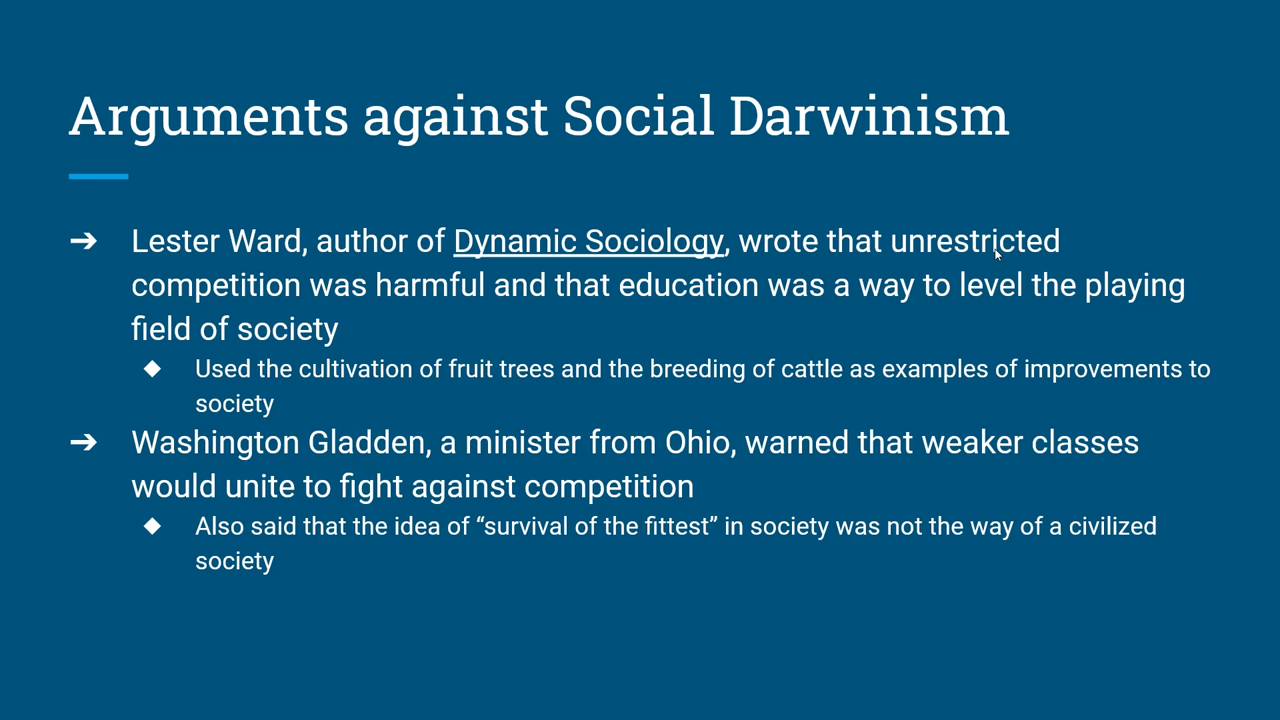 Arguments against Social Darwinism
➔ Lester Ward, author of Dynamic Sociology, wrote that unrestricted
competition was harmful and that education was a way to level the playing
field of society
◆ Used the cultivation of fruit trees and the breeding of cattle as examples of improvements to
society
➔ Washington Gladden, a minister from Ohio, warned that weaker classes
would unite to fight against competition
◆ Also said that the idea of “survival of the fittest” in society was not the way of a civilized
society